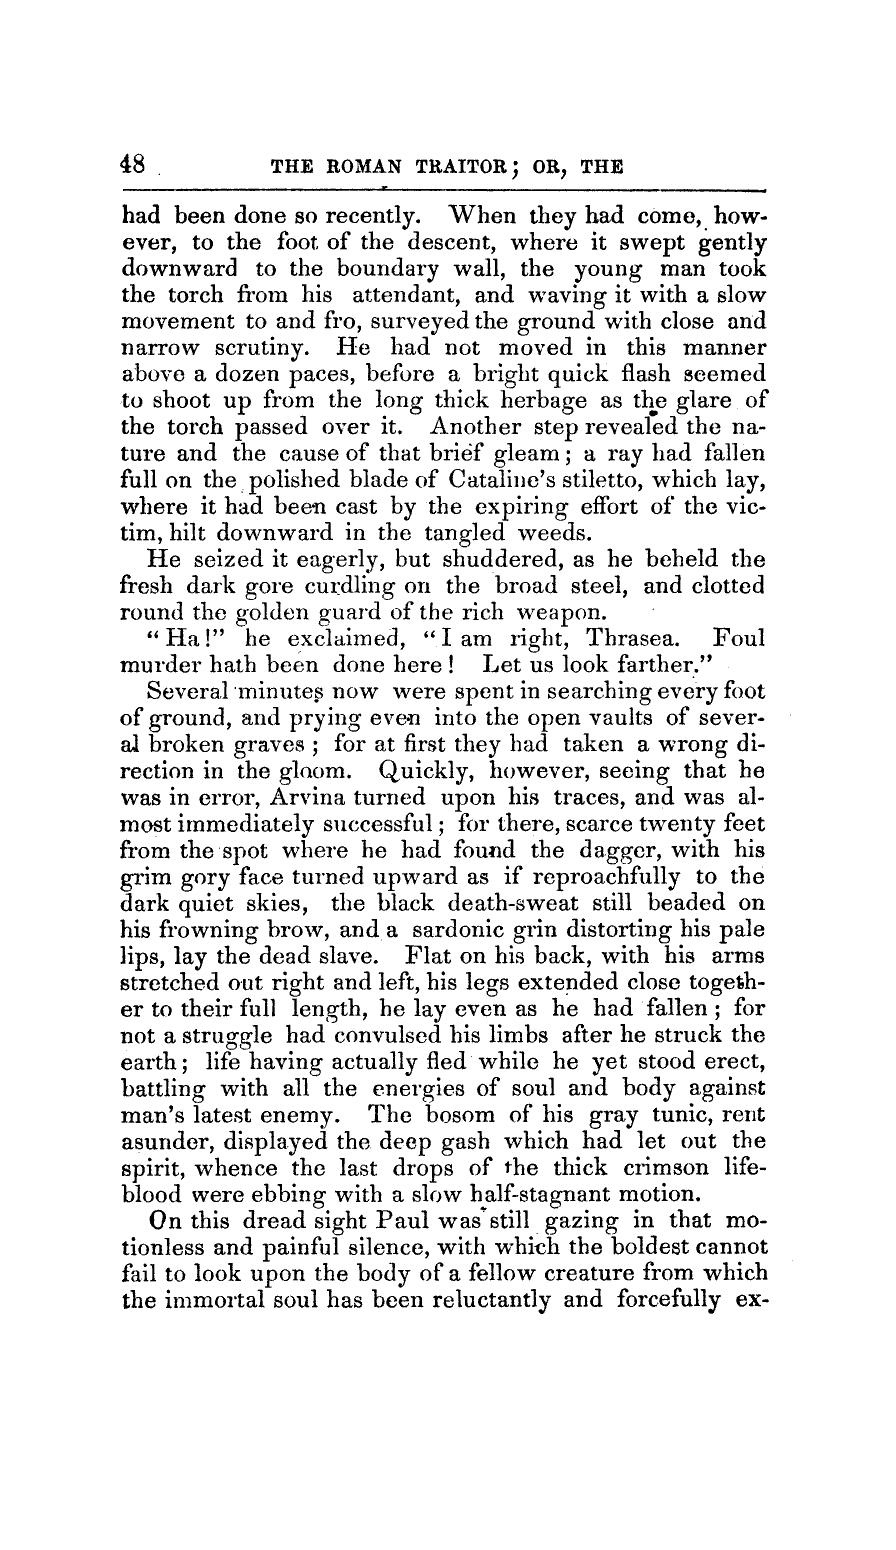 48 THE ROMAN TRAITOR; OR, THE
had been done so recently. When they had come, how-
ever, to the foot of the descent, where it swept gently
downward to the boundary wall, the young man took
the torch from his attendant, and waving it with a slow
movement to and fro, surveyed the ground with close and
narrow scrutiny. He had not moved in this manner
above a dozen paces, before a bright quick flash seemed
to shoot up from the long thick herbage as the glare of
the torch passed over it. Another step revealed the na-
ture and the cause of that brief gleam; a ray had fallen
full on the polished blade of Cataline's stiletto, which lay,
where it had been cast by the expiring effort of the vic-
tim, hilt downward in the tangled weeds.
He seized it eagerly, but shuddered, as he beheld the
fresh dark gore curdling on the broad steel, and clotted
round the golden guard of the rich weapon.
"Ha!" he exclaimed, "I am right, Thrasea. Foul
murder hath been done here! Let us look farther."
Several minutes now were spent in searching every foot
of ground, and prying even into the open vaults of sever-
al broken graves; for at first they had taken a wrong di-
rection in the gloom. Quickly, however, seeing that he
was in error, Arvina turned upon his traces, and was al-
most immediately successful; for there, scarce twenty feet
from the spot where he had found the dagger, with his
grim gory face turned upward as if reproachfully to the
dark quiet skies, the black death-sweat still beaded on
his frowning brow, and a sardonic grin distorting his pale
lips, lay the dead slave. Flat on his back, with his arms
stretched out right and left, his legs extended close togeth-
er to their full length, he lay even as he had fallen; for
not a struggle had convulsed his limbs after he struck the
earth; life having actually fled while he yet stood erect,
battling with all the energies of soul and body against
man's latest enemy. The bosom of his gray tunic, rent
asunder, displayed the deep gash which had let out the
spirit, whence the last drops of the thick crimson life-
blood were ebbing with a slow half-stagnant motion.
On this dread sight Paul was still gazing in that mo-
tionless and painful silence, with which the boldest cannot
fail to look upon the body of a fellow creature from which
the immortal soul has been reluctantly and forcefully ex-